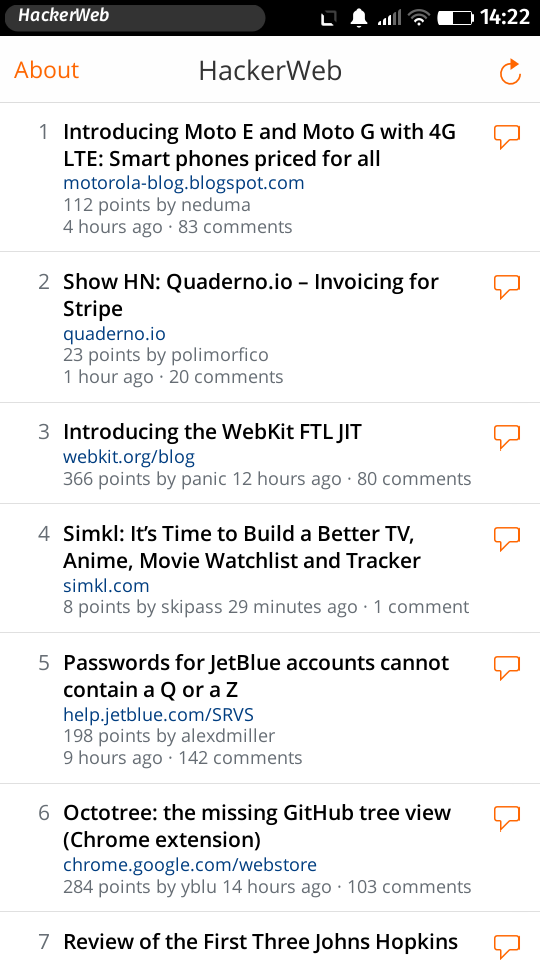 HackerWeb
14:22
About
HackerWeb
1
Introducing Moto E and Moto G with 4G
LTE: Smart phones priced for all
motorola-blog.blogspot.com
112 points by neduma
4 hours ago · 83 comments
2
Show HN: Quaderno.io – Invoicing for
Stripe
quaderno.io
23 points by polimorfico
1 hour ago · 20 comments
3
Introducing the WebKit FTL JIT
webkit.org/blog
366 points by panic 12 hours ago · 80 comments
4
Simkl: It’s Time to Build a Better TV,
Anime, Movie Watchlist and Tracker
simkl.com
8 points by skipass 29 minutes ago · 1 comment
5
Passwords for JetBlue accounts cannot
contain a Q or a Z
help.jetblue.com/SRVS
198 points by alexdmiller
9 hours ago · 142 comments
6
Octotree: the missing GitHub tree view
(Chrome extension)
chrome.google.com/webstore
284 points by yblu 14 hours ago · 103 comments
7
Review of the First Three Johns Hopkins